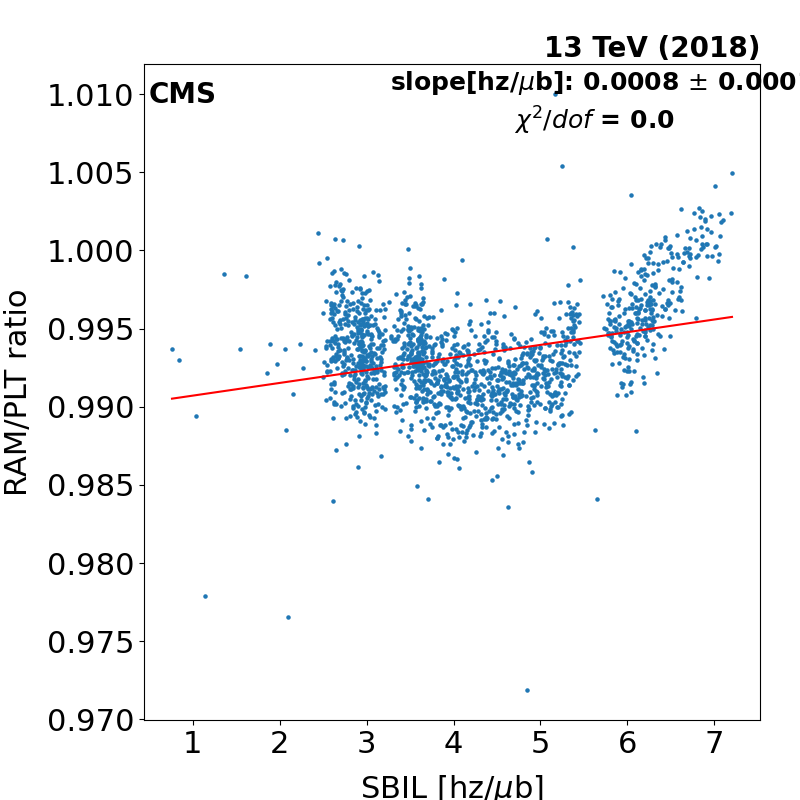 13 TeV (2018)
CMS
slope[hz/μb]: 0.0008 ± 0.000
χ²/dof = 0.0
1.010
1.005
1.000
0.995
0.990
0.985
0.980
0.975
0.970
RAM/PLT ratio
1 2 3 4 5 6 7
SBIL [hz/μb]